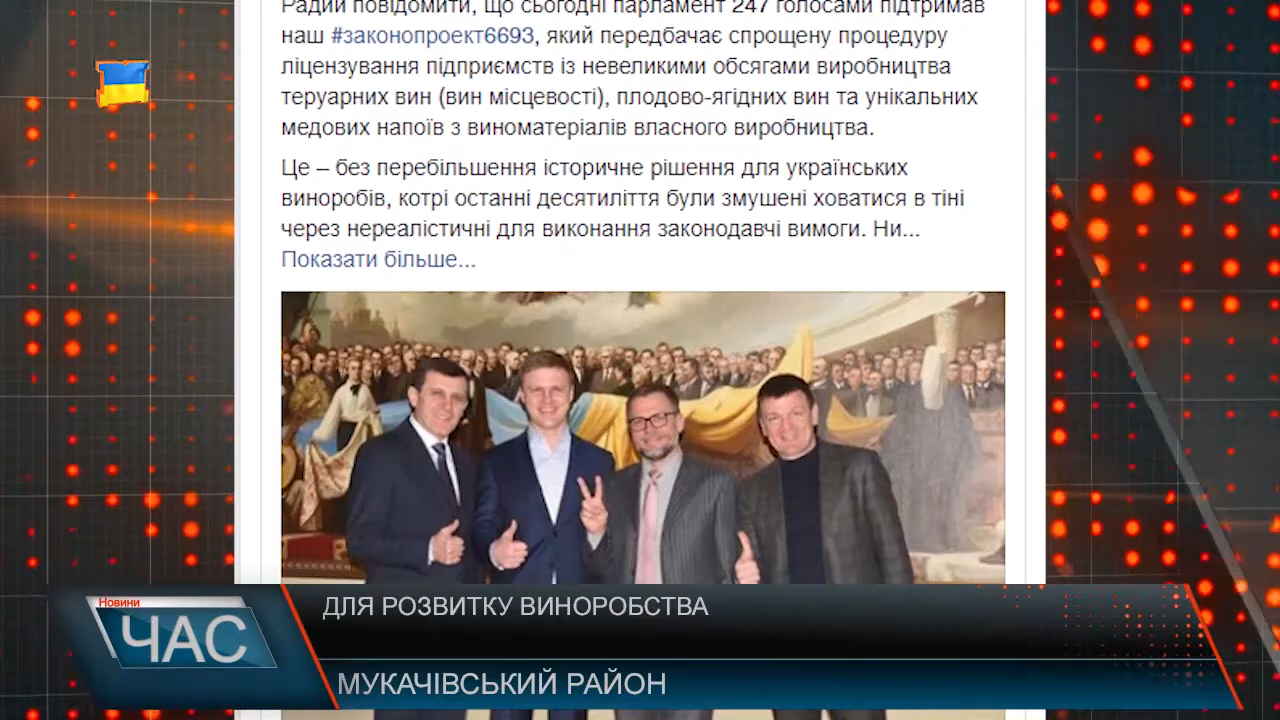 Радий повідомити, що сьогодні парламент 247 голосами підтримав
наш #законопроект6693, який передбачає спрощену процедуру
ліцензування підприємств із невеликими обсягами виробництва
теруарних вин (вин місцевості), плодово-ягідних вин та унікальних
медових напоїв з виноматеріалів власного виробництва.
Це – без перебільшення історичне рішення для українських
виноробів, котрі останні десятиліття були змушені ховатися в тіні
через нереалістичні для виконання законодавчі вимоги. Ни...
Показати більше...
Новини
ЧАС
ДЛЯ РОЗВИТКУ ВИНОРОБСТВА
МУКАЧІВСЬКИЙ РАЙОН